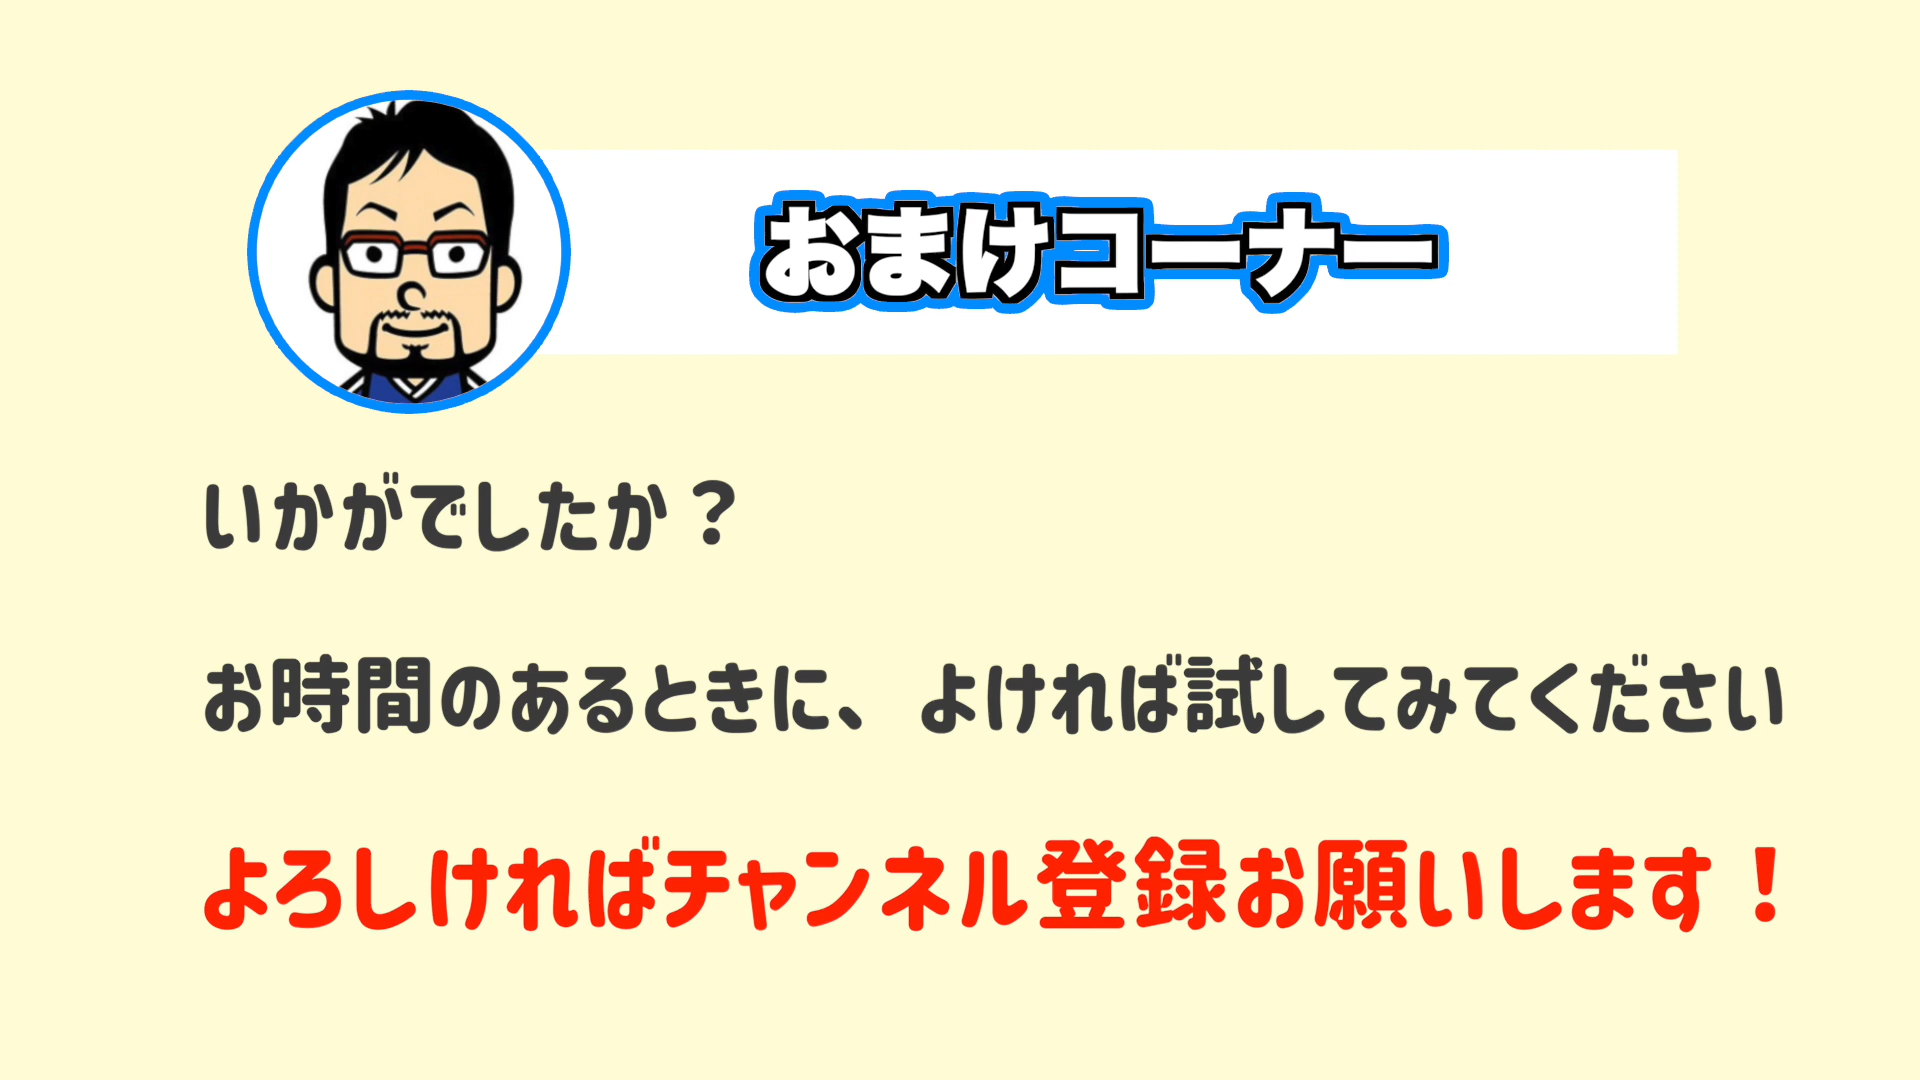 おまけコーナー
いかがでしたか？
お時間のあるときに、よければ試してみてください
よろしければチャンネル登録お願いします！